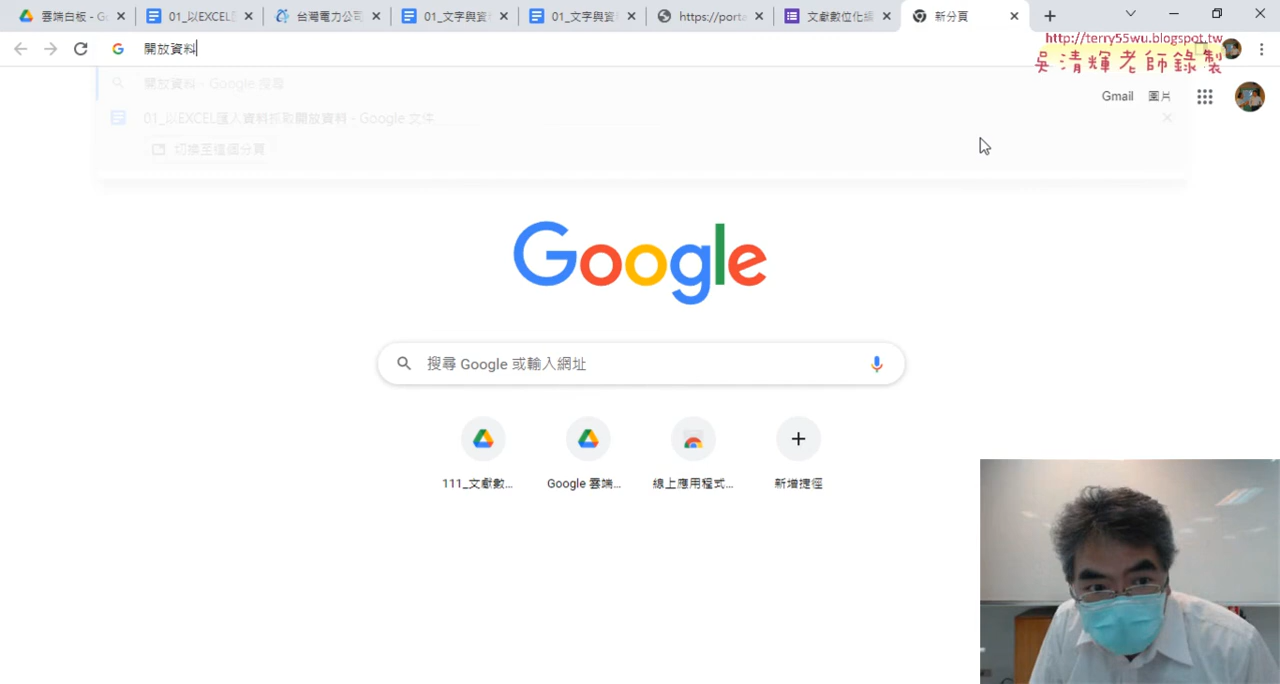 雲端白板 - G
01_以EXCEL
台灣電力公司
01_文字與資
01_文字與資
https://porta
文獻數位化
新分頁
開放資料
http://terry55wu.blogspot.tw
吳清輝老師錄製
開放資料 - Google 搜尋
01_以EXCEL匯入資料抓取開放資料 - Google 文件
切換至這個分頁
Gmail
圖片
Google
搜尋 Google 或輸入網址
111_文獻數...
Google 雲端...
線上應用程式...
新增捷徑